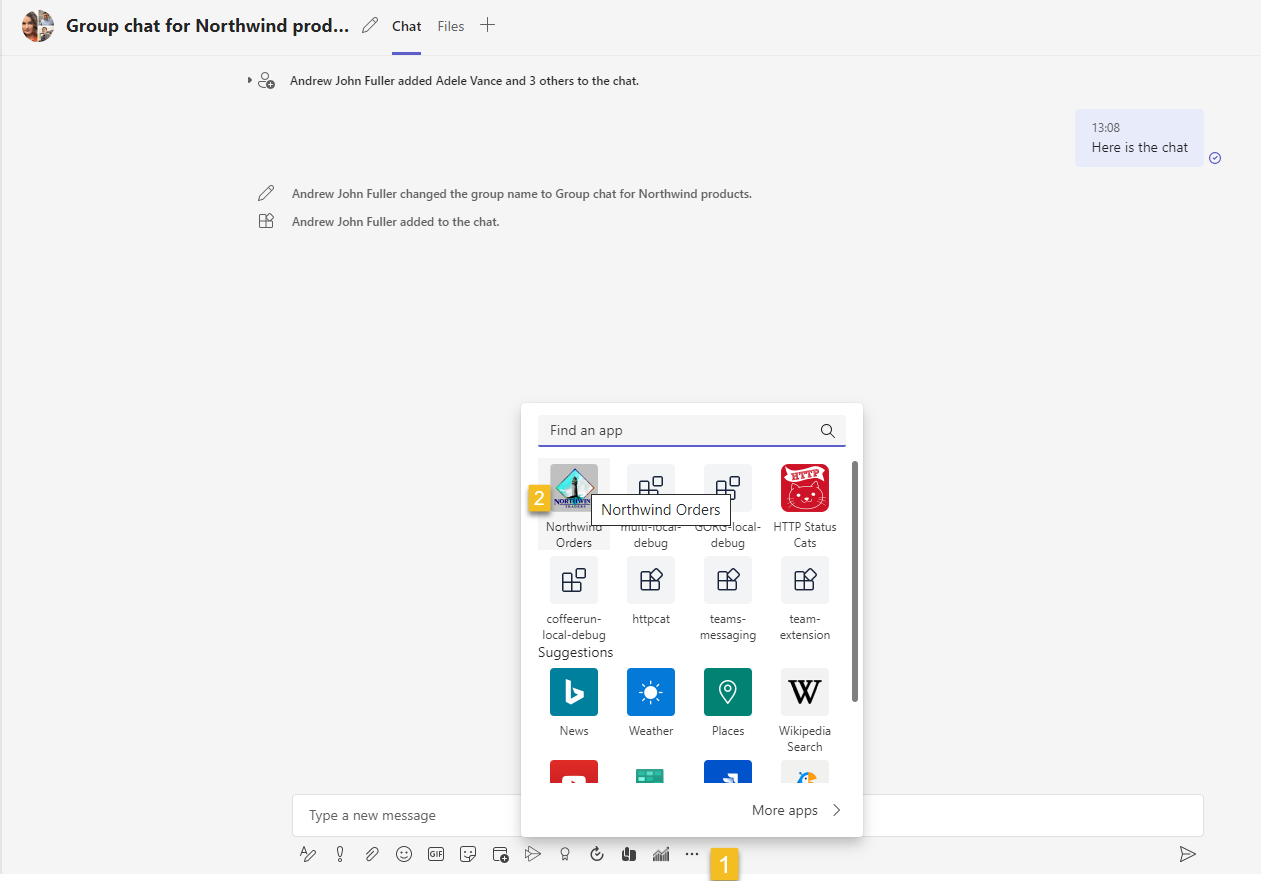 Group chat for Northwind prod...
Chat
Files
Andrew John Fuller added Adele Vance and 3 others to the chat.
13:08
Here is the chat
Andrew John Fuller changed the group name to Group chat for Northwind products.
Andrew John Fuller added to the chat.
Find an app
2
NORTHWIND
TRADERS
HTTP
Northwind Orders
Northwind
Orders
multi-local-
debug
GORG-local-
debug
HTTP Status
Cats
coffeerun-
local-debug
httpcat
teams-
messaging
team-
extension
Suggestions
W
News
Weather
Places
Wikipedia
Search
More apps
Type a new message
GIF
1